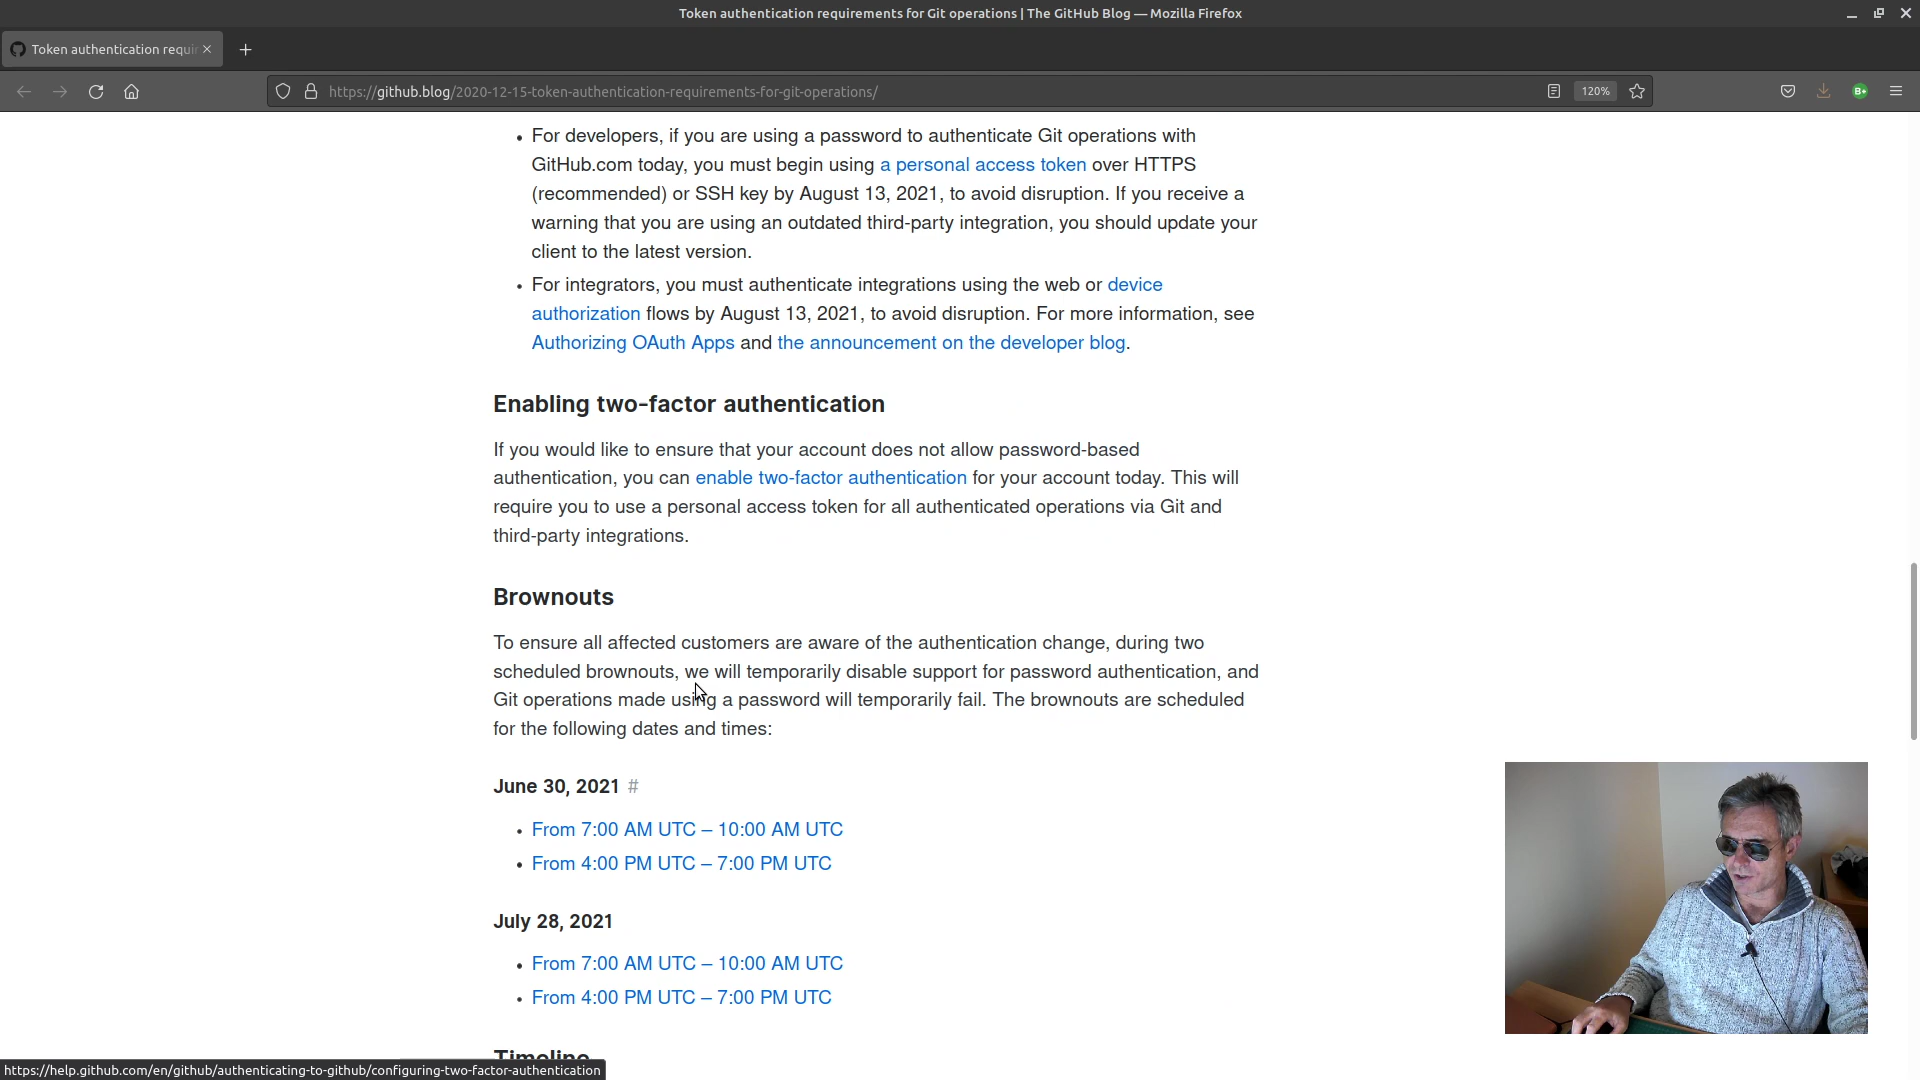 Token authentication requirements for Git operations | The GitHub Blog — Mozilla Firefox
Token authentication requi
https://github.blog/2020-12-15-token-authentication-requirements-for-git-operations/
120%
B+
For developers, if you are using a password to authenticate Git operations with
GitHub.com today, you must begin using a personal access token over HTTPS
(recommended) or SSH key by August 13, 2021, to avoid disruption. If you receive a
warning that you are using an outdated third-party integration, you should update your
client to the latest version.
For integrators, you must authenticate integrations using the web or device
authorization flows by August 13, 2021, to avoid disruption. For more information, see
Authorizing OAuth Apps and the announcement on the developer blog.
Enabling two-factor authentication
If you would like to ensure that your account does not allow password-based
authentication, you can enable two-factor authentication for your account today. This will
require you to use a personal access token for all authenticated operations via Git and
third-party integrations.
Brownouts
To ensure all affected customers are aware of the authentication change, during two
scheduled brownouts, we will temporarily disable support for password authentication, and
Git operations made using a password will temporarily fail. The brownouts are scheduled
for the following dates and times:
June 30, 2021 #
From 7:00 AM UTC – 10:00 AM UTC
From 4:00 PM UTC – 7:00 PM UTC
July 28, 2021
From 7:00 AM UTC – 10:00 AM UTC
From 4:00 PM UTC – 7:00 PM UTC
Timeline
https://help.github.com/en/github/authenticating-to-github/configuring-two-factor-authentication